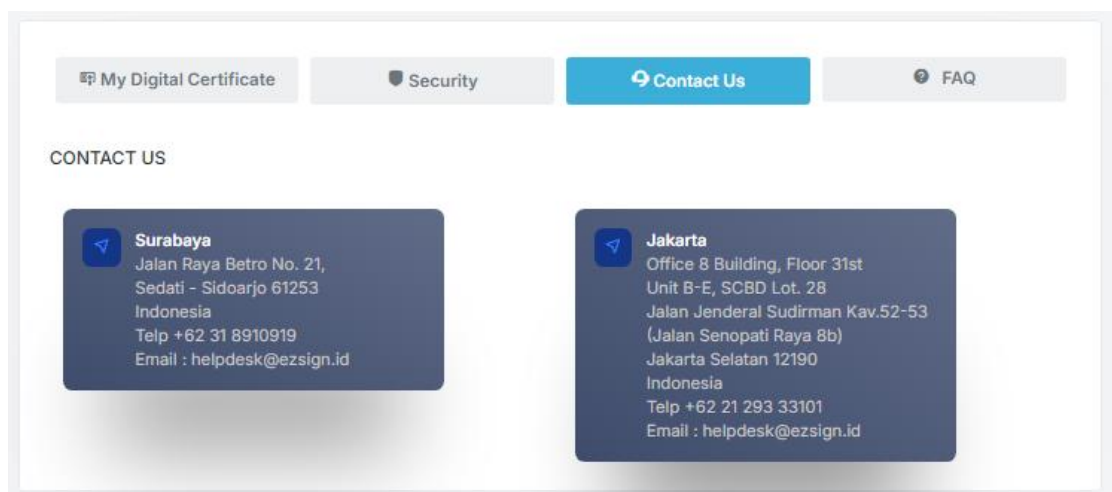 My Digital Certificate
Security
Contact Us
FAQ
CONTACT US
Surabaya
Jalan Raya Betro No. 21,
Sedati - Sidoarjo 61253
Indonesia
Telp +62 31 8910919
Email : helpdesk@ezsign.id
Jakarta
Office 8 Building, Floor 31st
Unit B-E, SCBD Lot. 28
Jalan Jenderal Sudirman Kav.52-53
(Jalan Senopati Raya 8b)
Jakarta Selatan 12190
Indonesia
Telp +62 21 293 33101
Email : helpdesk@ezsign.id